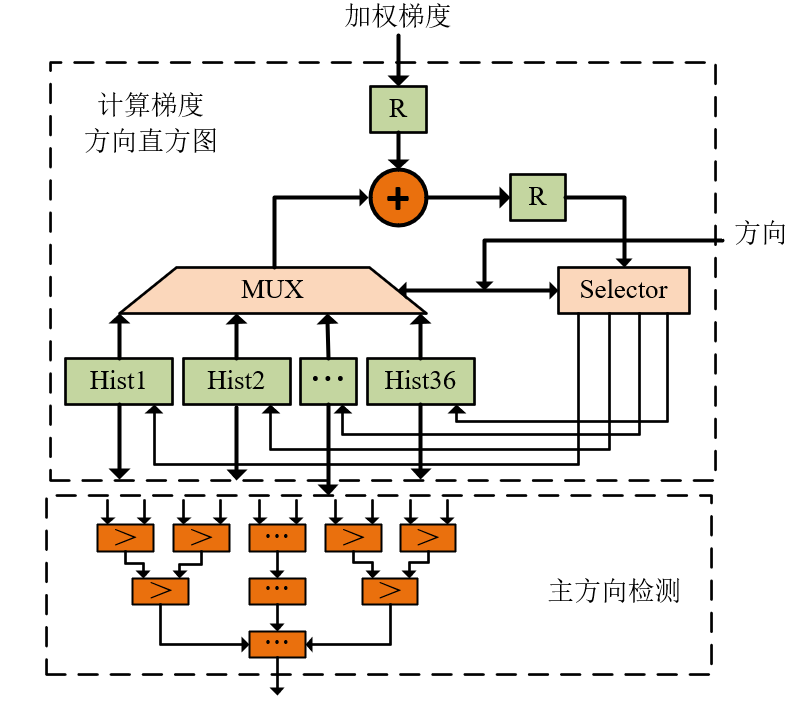 加权梯度
计算梯度
方向直方图
R
+
R
方向
MUX
Selector
Hist1
Hist2
···
Hist36
>
>
···
>
>
>
···
>
主方向检测
···